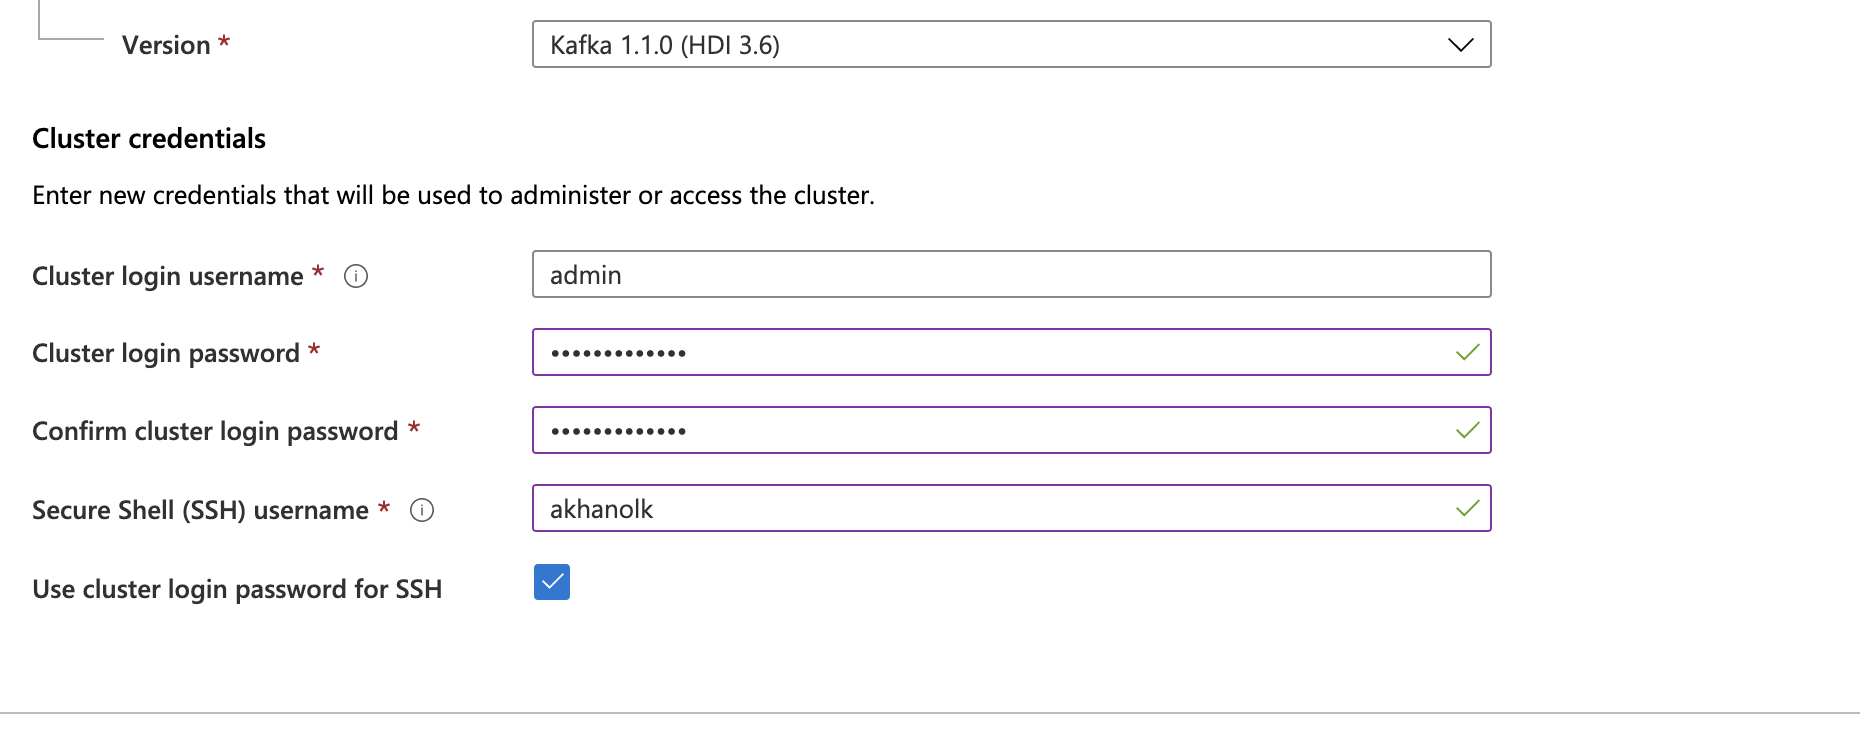 Version *
Kafka 1.1.0 (HDI 3.6)
Cluster credentials
Enter new credentials that will be used to administer or access the cluster.
Cluster login username *
admin
Cluster login password *
•••••••••••••
Confirm cluster login password *
•••••••••••••
Secure Shell (SSH) username *
akhanolk
Use cluster login password for SSH